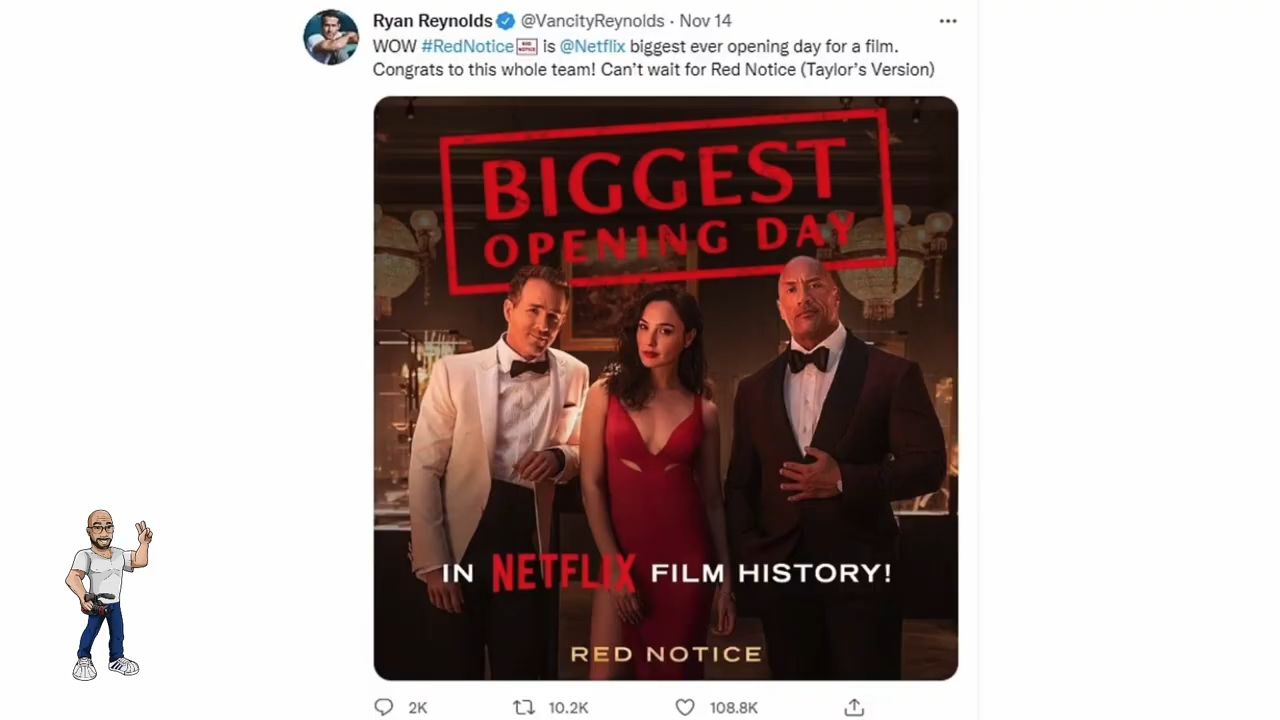 Ryan Reynolds @VancityReynolds · Nov 14
WOW #RedNotice is @Netflix biggest ever opening day for a film.
Congrats to this whole team! Can't wait for Red Notice (Taylor's Version)
BIGGEST
OPENING DAY
IN NETFLIX FILM HISTORY!
RED NOTICE
2K 10.2K 108.8K